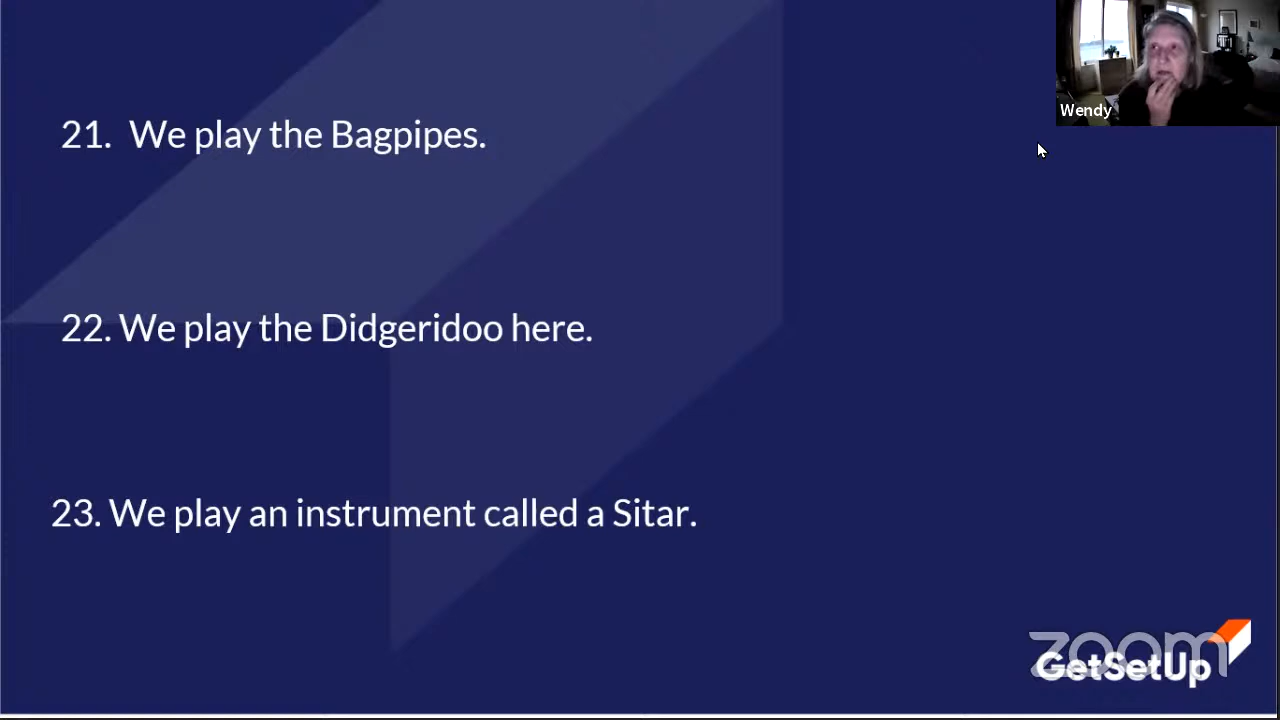 Wendy
21. We play the Bagpipes.
22. We play the Didgeridoo here.
23. We play an instrument called a Sitar.
zoom
GetSetUp